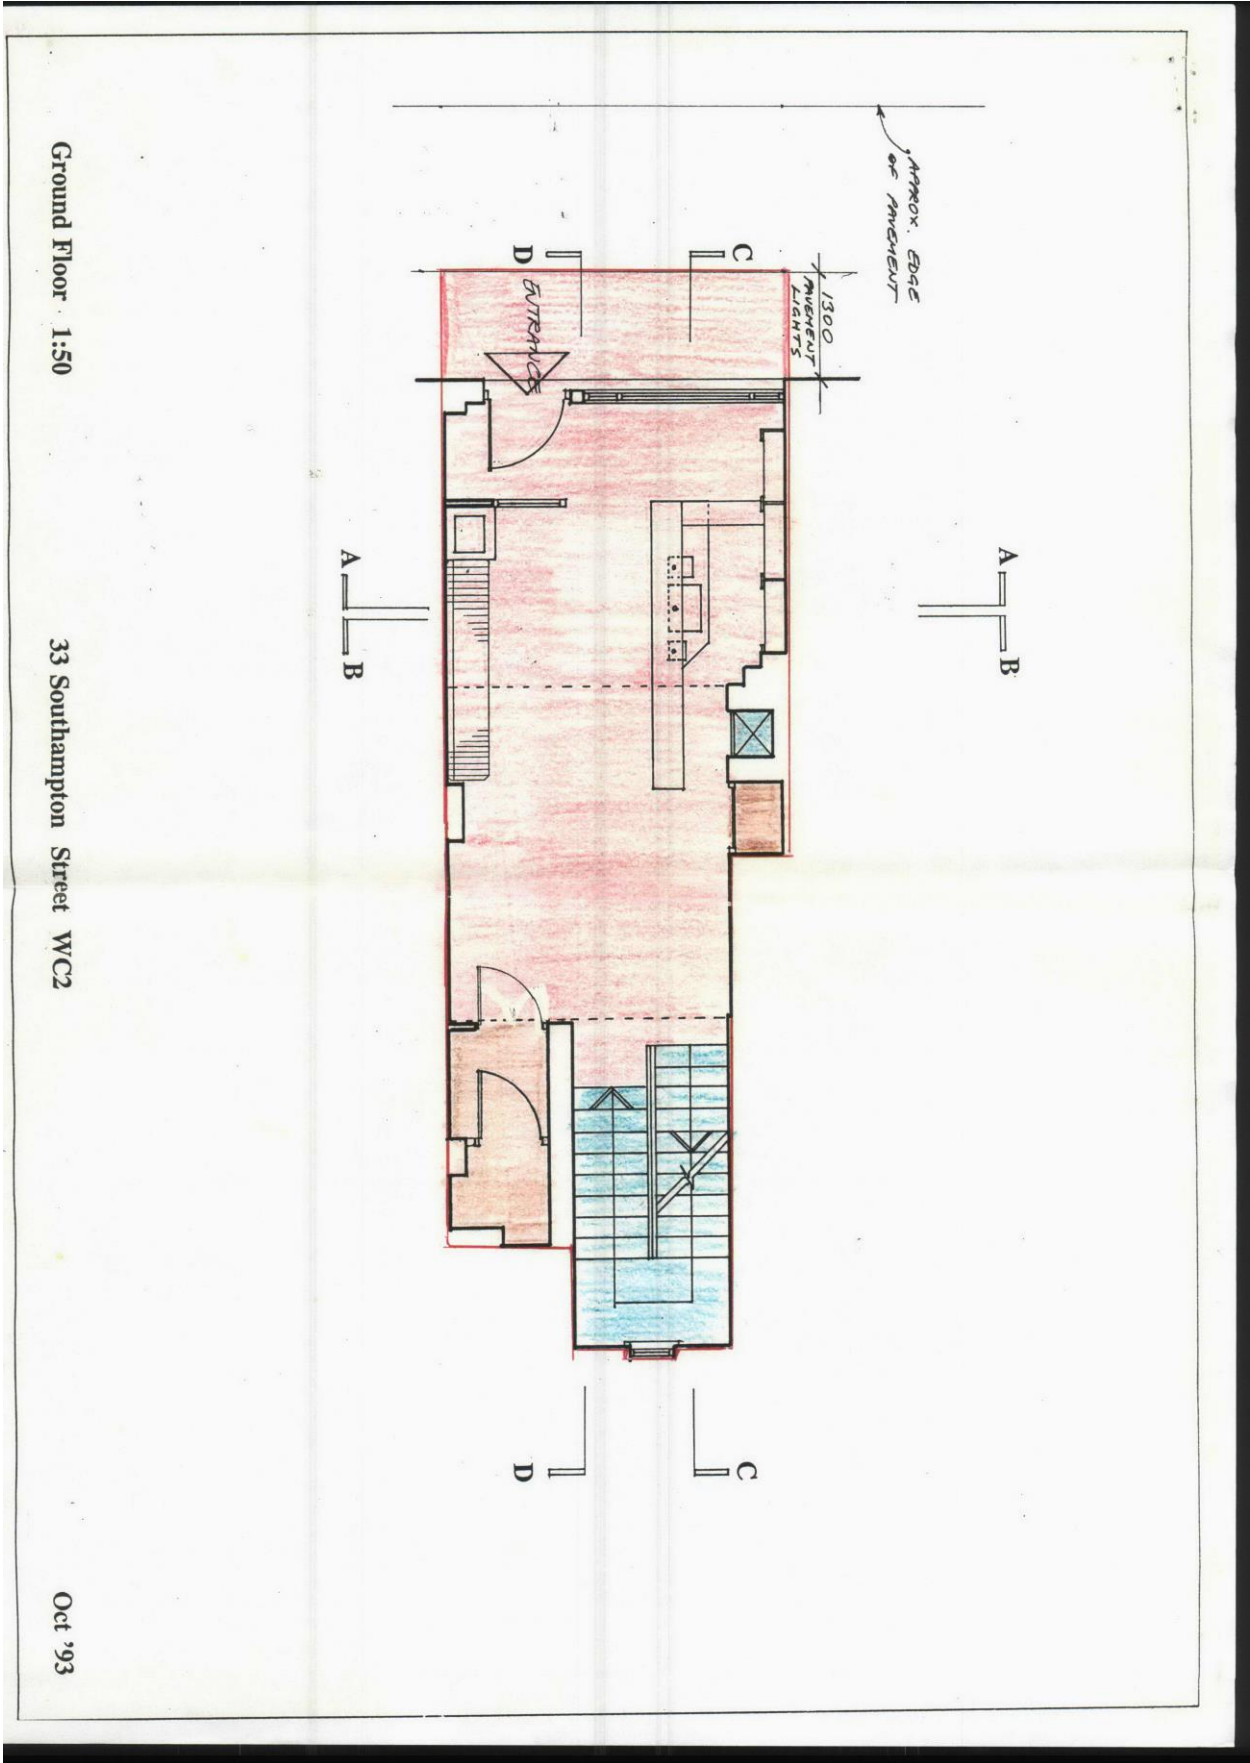 APPROX. EDGE
OF PAVEMENT
1300
PAVEMENT
LIGHTS
C
D
ENTRANCE
A
B
A
B
C
D
Ground Floor 1:50
33 Southampton Street WC2
Oct '93